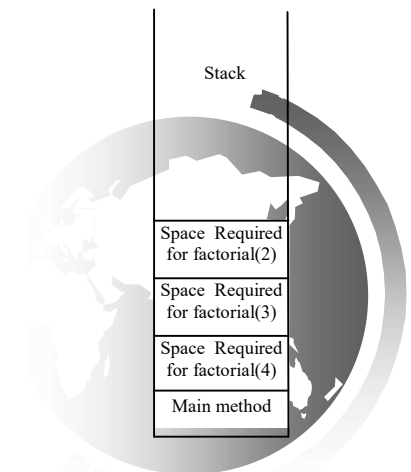 Stack
Space Required
for factorial(2)
Space Required
for factorial(3)
Space Required
for factorial(4)
Main method